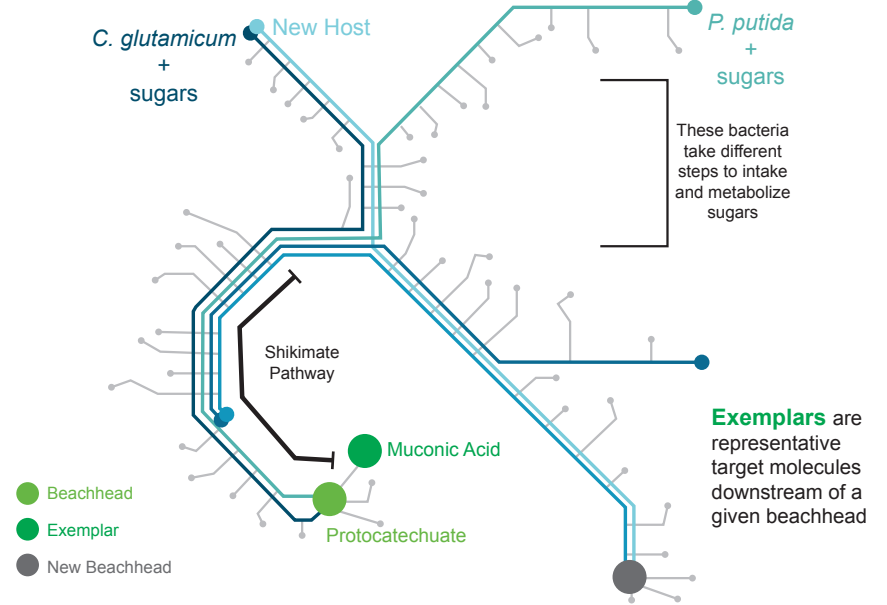 C. glutamicum
+
sugars
New Host
P. putida
+
sugars
These bacteria
take different
steps to intake
and metabolize
sugars
Shikimate
Pathway
Exemplars are
representative
target molecules
downstream of a
given beachhead
Muconic Acid
Protocatechuate
Beachhead
Exemplar
New Beachhead